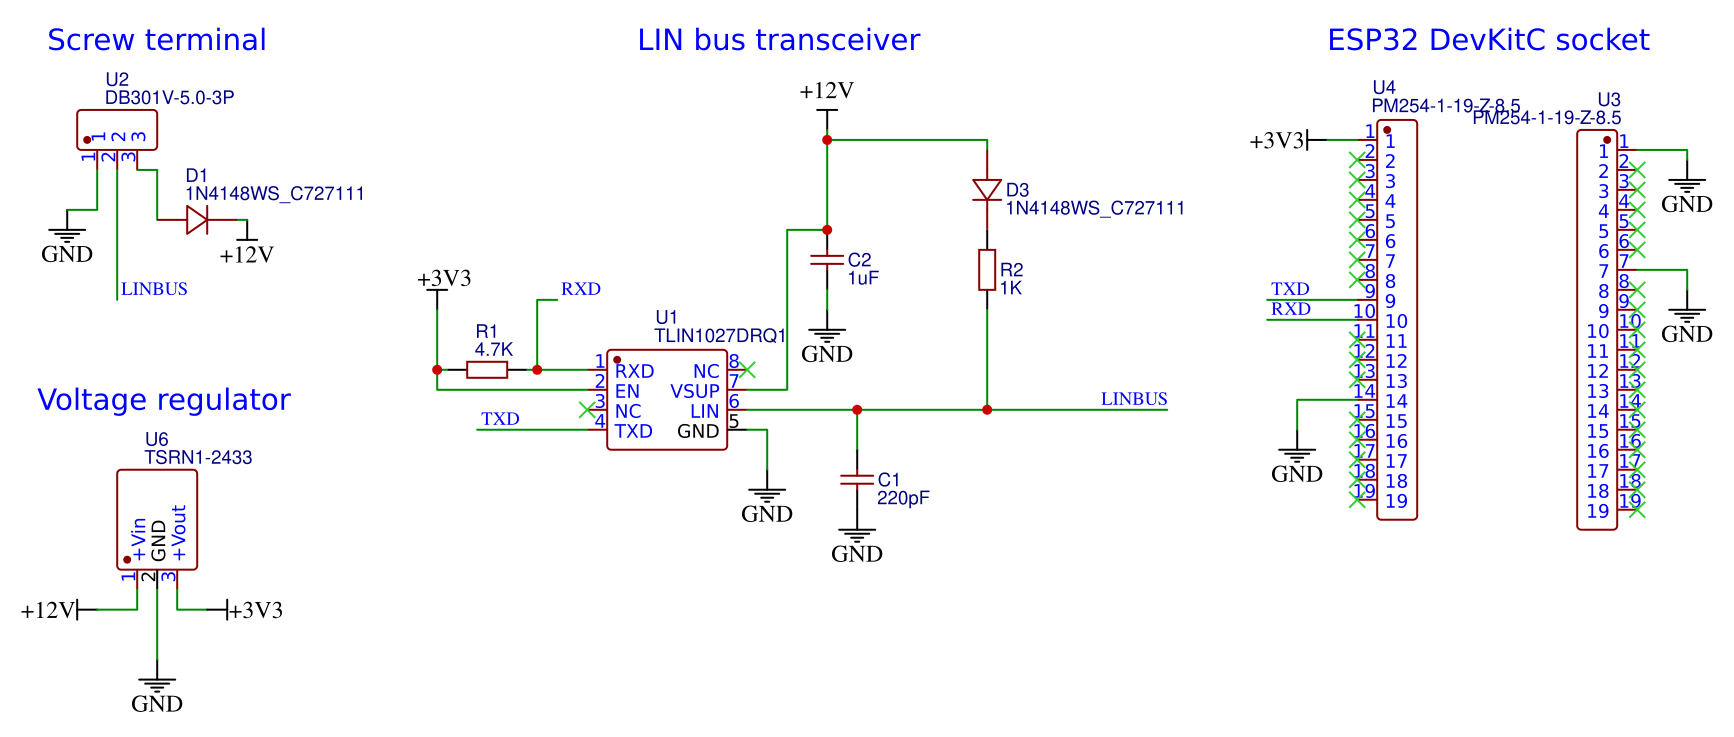 Screw terminal
U2
DB301V-5.0-3P
1 2 3
1 2 3
D1
1N4148WS_C727111
GND
+12V
LINBUS
Voltage regulator
U6
TSRN1-2433
+Vin GND +Vout
1 2 3
+12V
+3V3
GND
LIN bus transceiver
+12V
D3
1N4148WS_C727111
C2
1uF
R2
1K
GND
+3V3
RXD
R1
4.7K
U1
TLIN1027DRQ1
1 RXD NC 8
2 EN VSUP 7
3 NC LIN 6
TXD 4 TXD GND 5
LINBUS
GND
C1
220pF
GND
ESP32 DevKitC socket
U4
PM254-1-19-Z-8.5
+3V3
1 1
2 2
3 3
4 4
5 5
6 6
7 7
8 8
TXD 9 9
RXD 10 10
11 11
12 12
13 13
14 14
15 15
16 16
17 17
18 18
19 19
GND
U3
PM254-1-19-Z-8.5
1 1
2 2
3 3
4 4
5 5
6 6
7 7
8 8
9 9
10 10
11 11
12 12
13 13
14 14
15 15
16 16
17 17
18 18
19 19
GND
GND